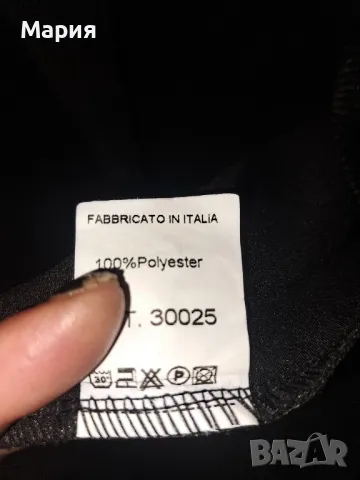 Мария
FABBRICATO IN ITALIA
100%Polyester
T. 30025
30°
P
BAZAR